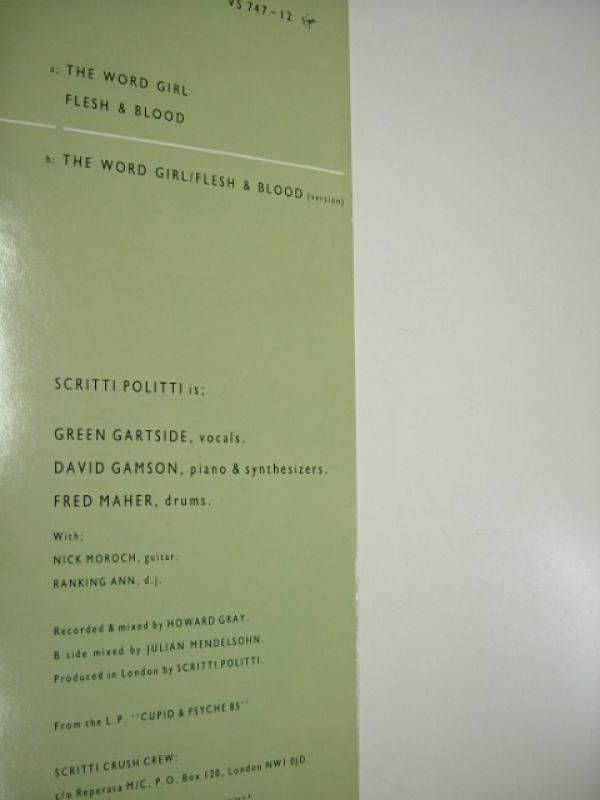 VS 747-12 Virgin
a; THE WORD GIRL
FLESH & BLOOD
b; THE WORD GIRL/FLESH & BLOOD (version)
SCRITTI POLITTI is;
GREEN GARTSIDE, vocals.
DAVID GAMSON, piano & synthesizers.
FRED MAHER, drums.
With;
NICK MOROCH, guitar.
RANKING ANN, d.j.
Recorded & mixed by HOWARD GRAY.
B side mixed by JULIAN MENDELSOHN.
Produced in London by SCRITTI POLITTI.
From the L.P. "CUPID & PSYCHE 85"
SCRITTI CRUSH CREW:
c/o Reperata M/C, P.O. Box 120, London NW1 0JD.